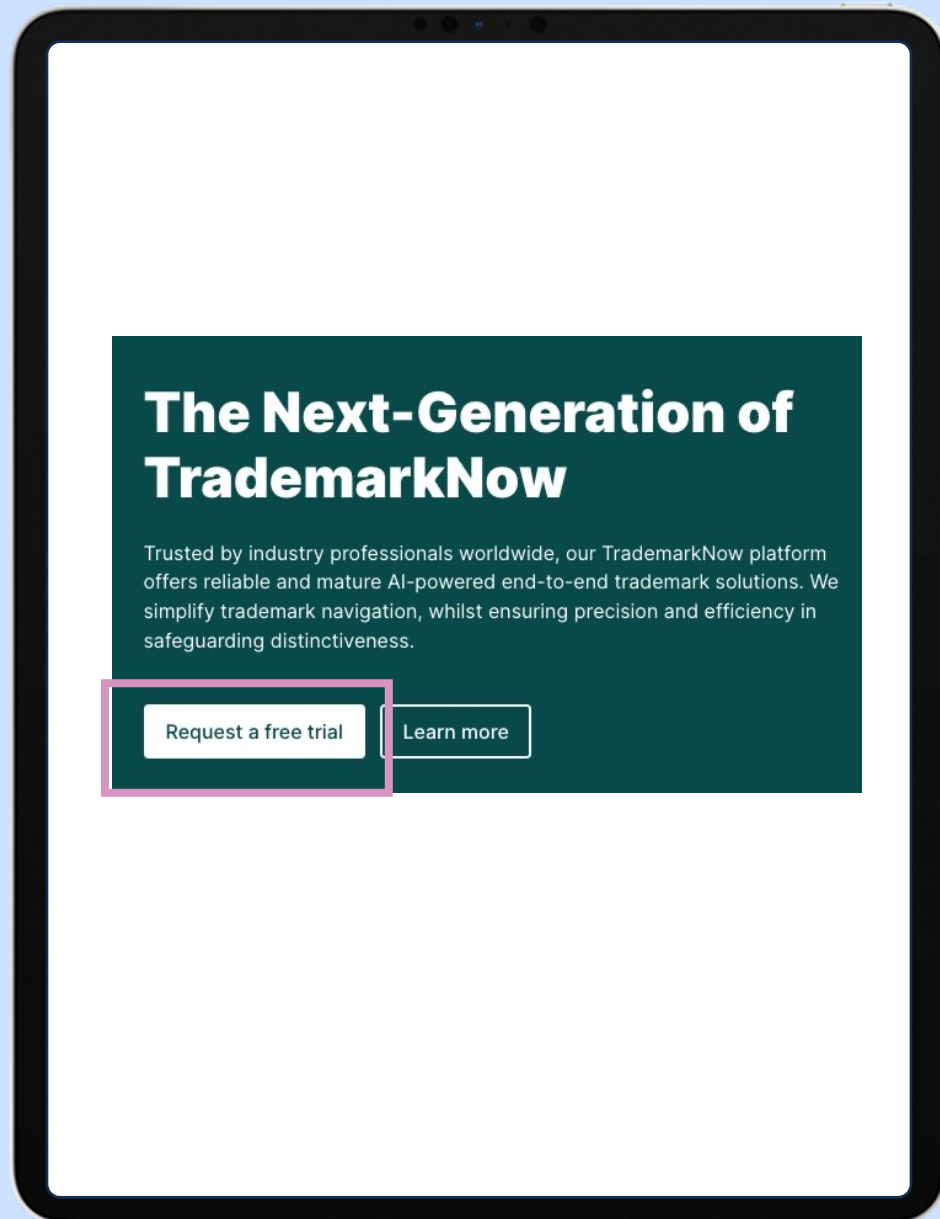 The Next-Generation of
TrademarkNow
Trusted by industry professionals worldwide, our TrademarkNow platform
offers reliable and mature AI-powered end-to-end trademark solutions. We
simplify trademark navigation, whilst ensuring precision and efficiency in
safeguarding distinctiveness.
Request a free trial Learn more